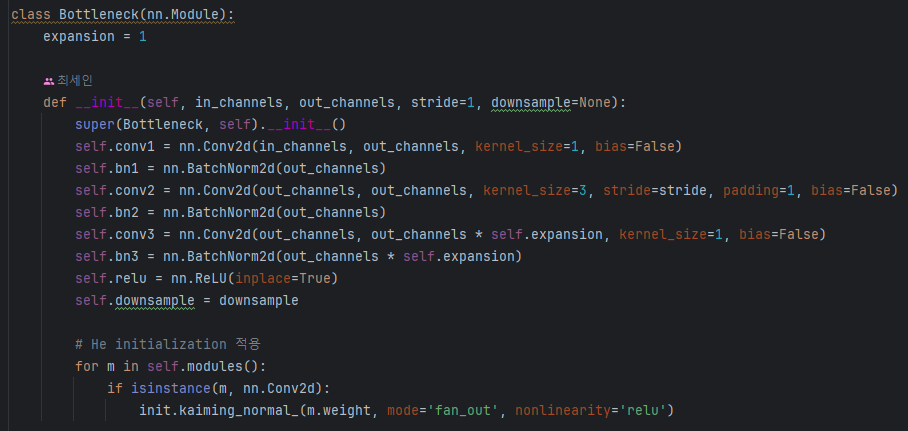 class Bottleneck(nn.Module):
    expansion = 1
    최세인
    def __init__(self, in_channels, out_channels, stride=1, downsample=None):
        super(Bottleneck, self).__init__()
        self.conv1 = nn.Conv2d(in_channels, out_channels, kernel_size=1, bias=False)
        self.bn1 = nn.BatchNorm2d(out_channels)
        self.conv2 = nn.Conv2d(out_channels, out_channels, kernel_size=3, stride=stride, padding=1, bias=False)
        self.bn2 = nn.BatchNorm2d(out_channels)
        self.conv3 = nn.Conv2d(out_channels, out_channels * self.expansion, kernel_size=1, bias=False)
        self.bn3 = nn.BatchNorm2d(out_channels * self.expansion)
        self.relu = nn.ReLU(inplace=True)
        self.downsample = downsample
        # He initialization 적용
        for m in self.modules():
            if isinstance(m, nn.Conv2d):
                init.kaiming_normal_(m.weight, mode='fan_out', nonlinearity='relu')